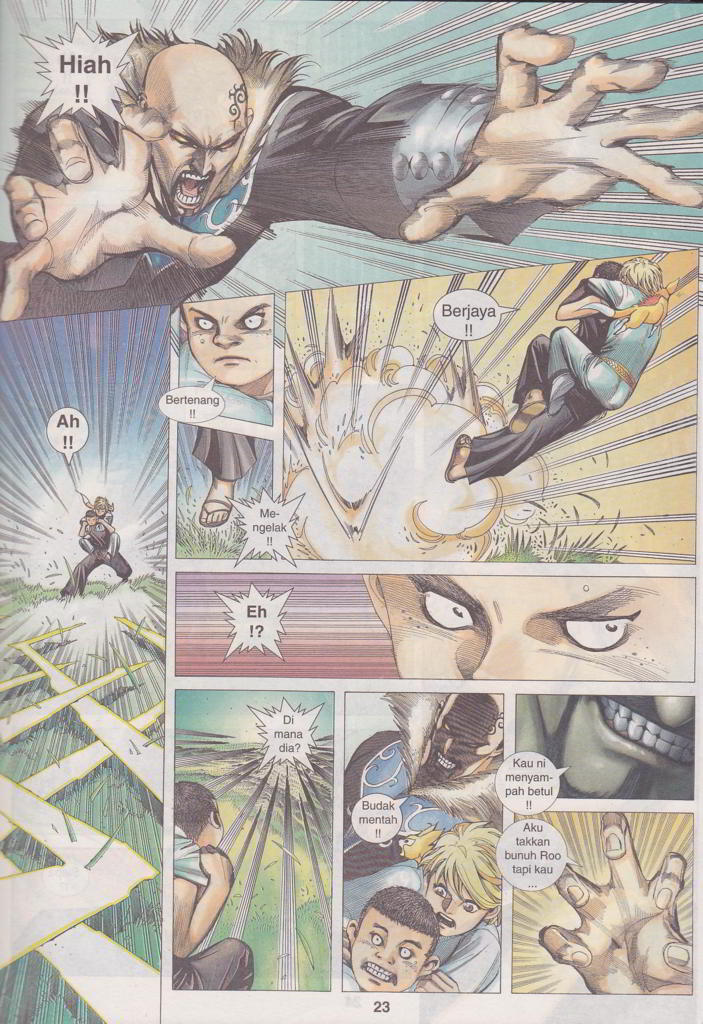 Hiah
!!
Ah
!!
Bertenang
!!
Me-
ngelak
!!
Berjaya
!!
Eh
!?
Di
mana
dia?
Budak
mentah
!!
Kau ni
menyam-
pah betul
!!
Aku
takkan
bunuh Roo
tapi kau
...
23